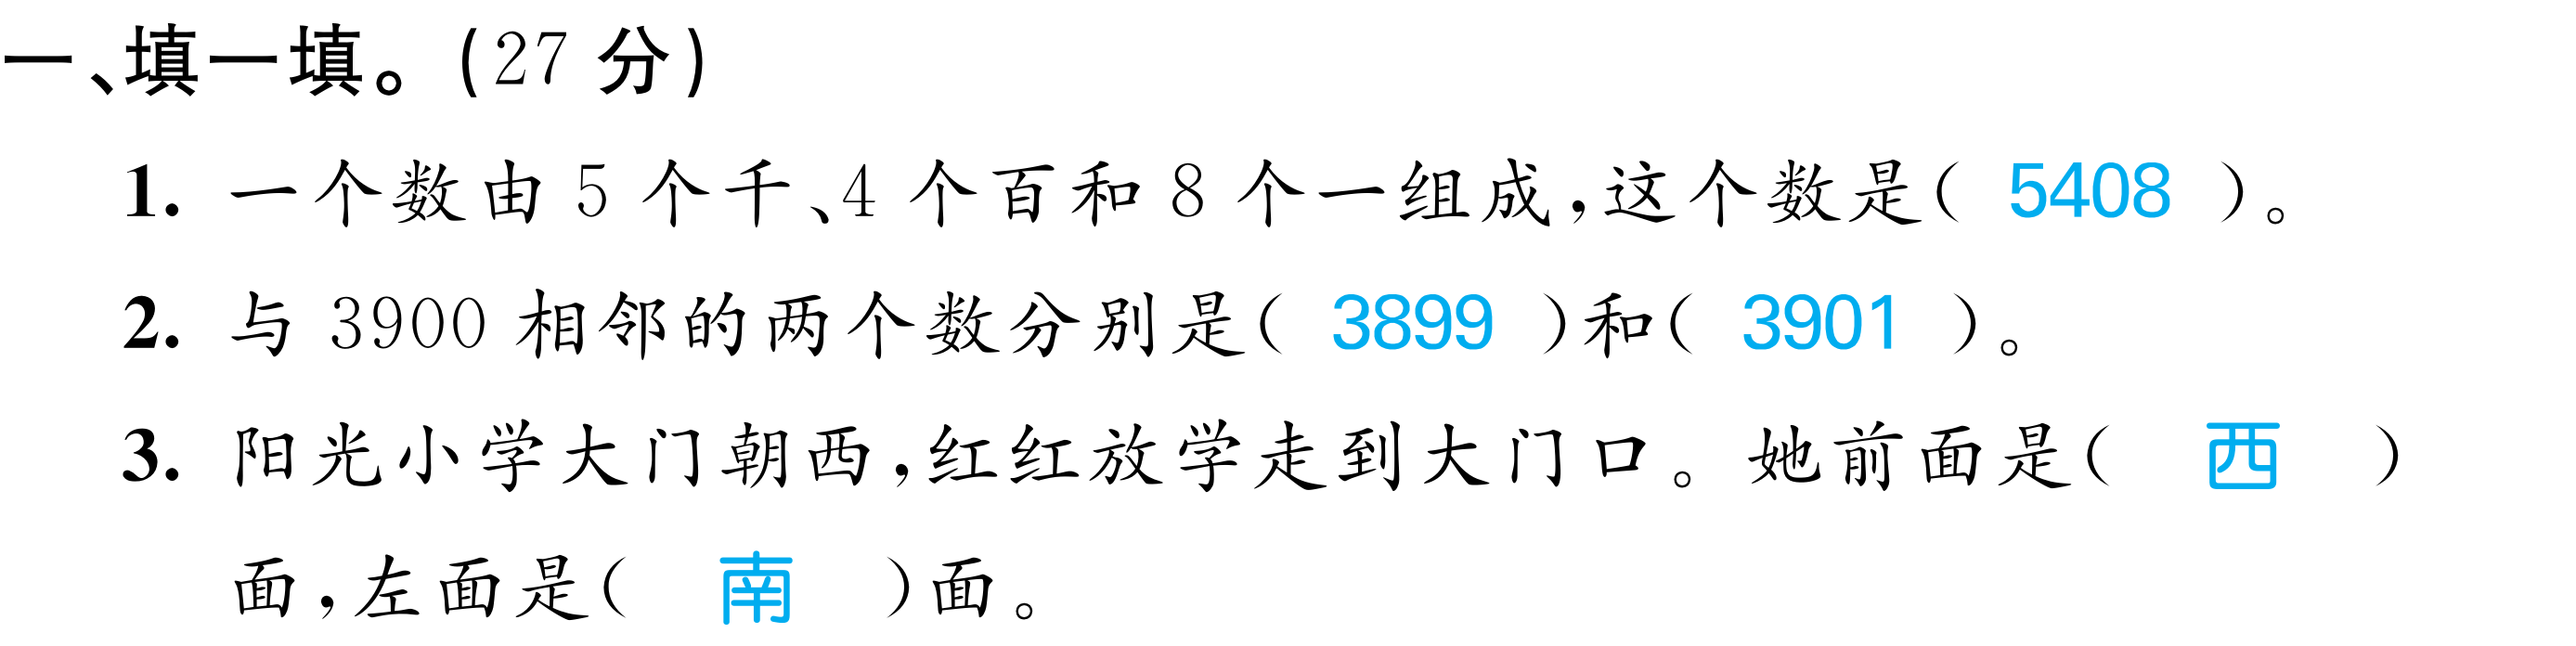 一、填一填。(27 分)
1. 一个数由 5 个千、4 个百和 8 个一组成,这个数是( 5408 )。
2. 与 3900 相邻的两个数分别是( 3899 )和( 3901 )。
3. 阳光小学大门朝西,红红放学走到大门口。她前面是( 西 )
面,左面是( 南 )面。